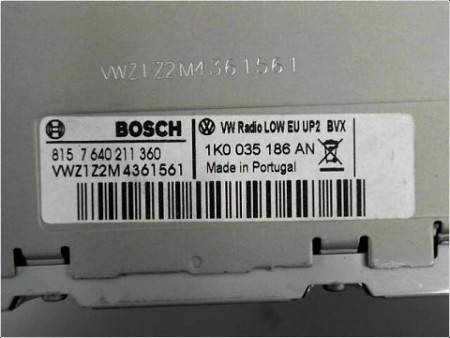 VWZ1Z2M4361561
BOSCH
VW Radio LOW EU UP2 BVX
815 7 640 211 360
1K0 035 186 AN
VWZ1Z2M4361561
Made in Portugal